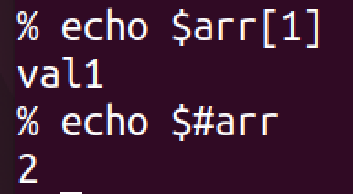 % echo $arr[1]
val1
% echo $#arr
2